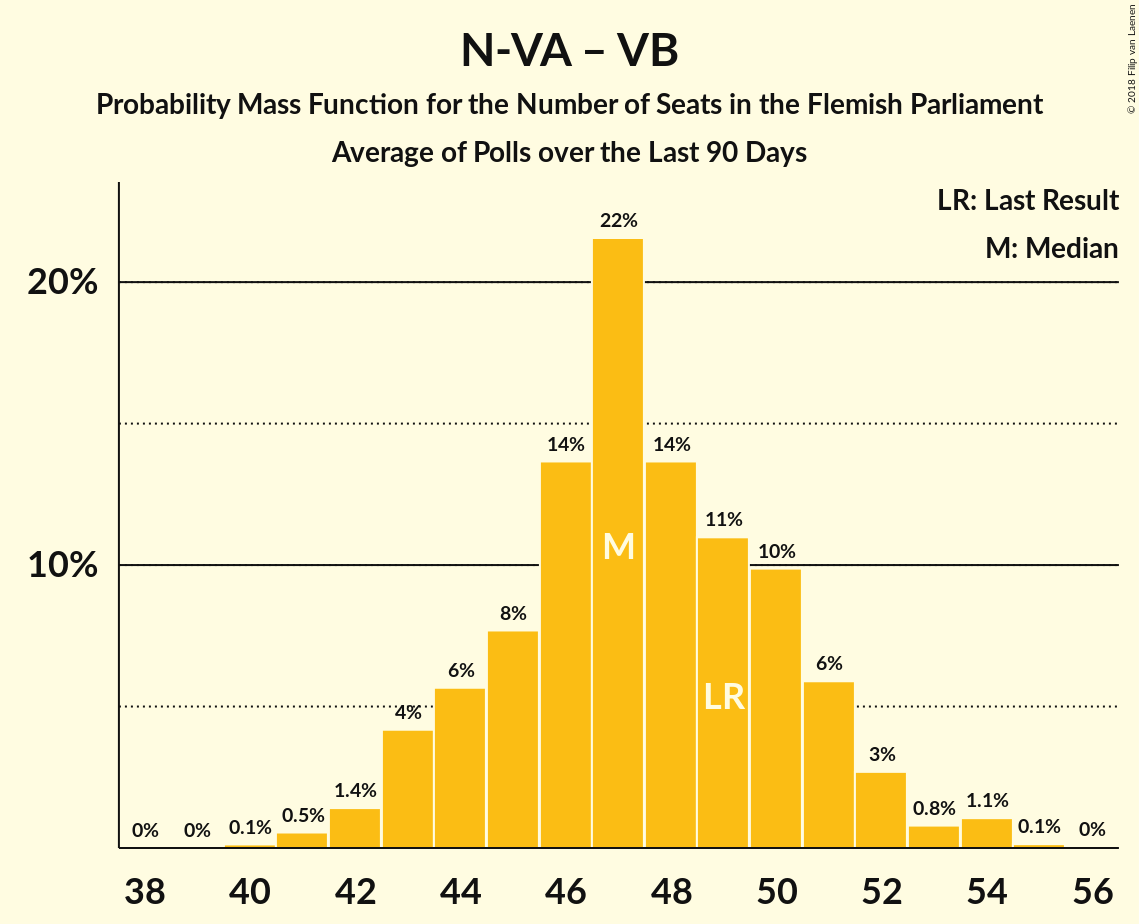 N-VA – VB
Probability Mass Function for the Number of Seats in the Flemish Parliament
Average of Polls over the Last 90 Days
© 2018 Filip van Laenen
LR: Last Result
M: Median
20%
10%
0%
0%
0.1%
0.5%
1.4%
4%
6%
8%
14%
22%
14%
11%
10%
6%
3%
0.8%
1.1%
0.1%
0%
M
LR
38 40 42 44 46 48 50 52 54 56